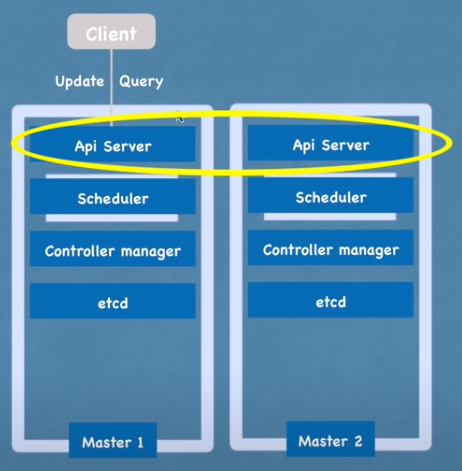 Client
Update Query
Api Server
Api Server
Scheduler
Scheduler
Controller manager
Controller manager
etcd
etcd
Master 1
Master 2